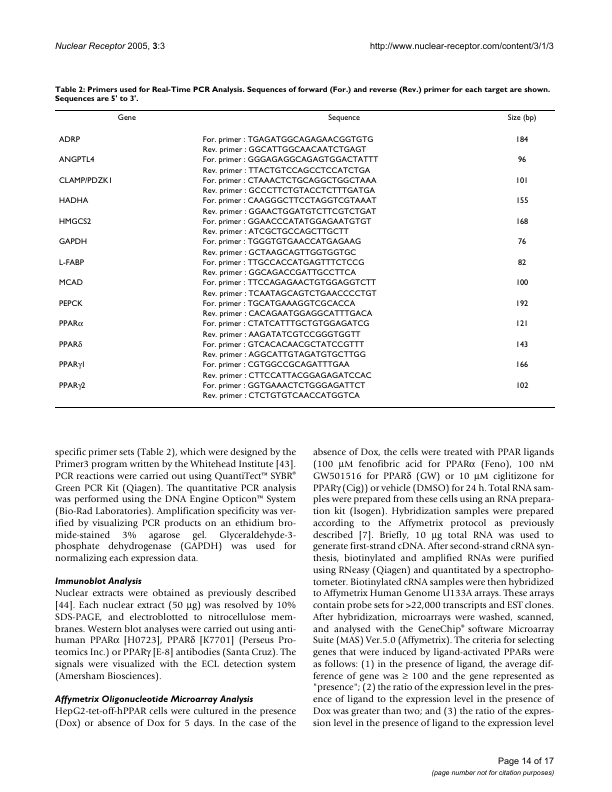 Nuclear Receptor 2005, 3:3
http://www.nuclear-receptor.com/content/3/1/3
Table 2: Primers used for Real-Time PCR Analysis. Sequences of forward (For.) and reverse (Rev.) primer for each target are shown.
Sequences are 5' to 3'.
Gene Sequence Size (bp)
ADRP For. primer : TGAGATGGCAGAGAACGGTGTG 184
Rev. primer : GGCATTGGCAACAATCTGAGT
ANGPTL4 For. primer : GGGAGAGGCAGAGTGGACTATTT 96
Rev. primer : TTACTGTCCAGCCTCCATCTGA
CLAMP/PDZK1 For. primer : CTAAACTCTGCAGGCTGGCTAAA 101
Rev. primer : GCCCTTCTGTACCTCTTTGATGA
HADHA For. primer : CAAGGGCTTCCTAGGTCGTAAAT 155
Rev. primer : GGAACTGGATGTCTTCGTCTGAT
HMGCS2 For. primer : GGAACCCATATGGAGAATGTGT 168
Rev. primer : ATCGCTGCCAGCTTGCTT
GAPDH For. primer : TGGGTGTGAACCATGAGAAG 76
Rev. primer : GCTAAGCAGTTGGTGGTGC
L-FABP For. primer : TTGCCACCATGAGTTTCTCCG 82
Rev. primer : GGCAGACCGATTGCCTTCA
MCAD For. primer : TTCCAGAGAACTGTGGAGGTCTT 100
Rev. primer : TCAATAGCAGTCTGAACCCCTGT
PEPCK For. primer : TGCATGAAAGGTCGCACCA 192
Rev. primer : CACAGAATGGAGGCATTTGACA
PPARα For. primer : CTATCATTTGCTGTGGAGATCG 121
Rev. primer : AAGATATCGTCCGGGTGGTT
PPARδ For. primer : GTCACACAACGCTATCCGTTT 143
Rev. primer : AGGCATTGTAGATGTGCTTGG
PPARγ1 For. primer : CGTGGCCGCAGATTTGAA 166
Rev. primer : CTTCCATTACGGAGAGATCCAC
PPARγ2 For. primer : GGTGAAACTCTGGGAGATTCT 102
Rev. primer : CTCTGTGTCAACCATGGTCA
specific primer sets (Table 2), which were designed by the
Primer3 program written by the Whitehead Institute [43].
PCR reactions were carried out using QuantiTect™ SYBR®
Green PCR Kit (Qiagen). The quantitative PCR analysis
was performed using the DNA Engine Opticon™ System
(Bio-Rad Laboratories). Amplification specificity was ver-
ified by visualizing PCR products on an ethidium bro-
mide-stained 3% agarose gel. Glyceraldehyde-3-
phosphate dehydrogenase (GAPDH) was used for
normalizing each expression data.
Immunoblot Analysis
Nuclear extracts were obtained as previously described
[44]. Each nuclear extract (50 μg) was resolved by 10%
SDS-PAGE, and electroblotted to nitrocellulose mem-
branes. Western blot analyses were carried out using anti-
human PPARα [H0723], PPARδ [K7701] (Perseus Pro-
teomics Inc.) or PPARγ [E-8] antibodies (Santa Cruz). The
signals were visualized with the ECL detection system
(Amersham Biosciences).
Affymetrix Oligonucleotide Microarray Analysis
HepG2-tet-off-hPPAR cells were cultured in the presence
(Dox) or absence of Dox for 5 days. In the case of the
absence of Dox, the cells were treated with PPAR ligands
(100 μM fenofibric acid for PPARα (Feno), 100 nM
GW501516 for PPARδ (GW) or 10 μM ciglitizone for
PPARγ (Cig)) or vehicle (DMSO) for 24 h. Total RNA sam-
ples were prepared from these cells using an RNA prepara-
tion kit (Isogen). Hybridization samples were prepared
according to the Affymetrix protocol as previously
described [7]. Briefly, 10 μg total RNA was used to
generate first-strand cDNA. After second-strand cRNA syn-
thesis, biotinylated and amplified RNAs were purified
using RNeasy (Qiagen) and quantitated by a spectropho-
tometer. Biotinylated cRNA samples were then hybridized
to Affymetrix Human Genome U133A arrays. These arrays
contain probe sets for >22,000 transcripts and EST clones.
After hybridization, microarrays were washed, scanned,
and analysed with the GeneChip® software Microarray
Suite (MAS) Ver.5.0 (Affymetrix). The criteria for selecting
genes that were induced by ligand-activated PPARs were
as follows: (1) in the presence of ligand, the average dif-
ference of gene was ≥ 100 and the gene represented as
"presence"; (2) the ratio of the expression level in the pres-
ence of ligand to the expression level in the presence of
Dox was greater than two; and (3) the ratio of the expres-
sion level in the presence of ligand to the expression level
Page 14 of 17
(page number not for citation purposes)